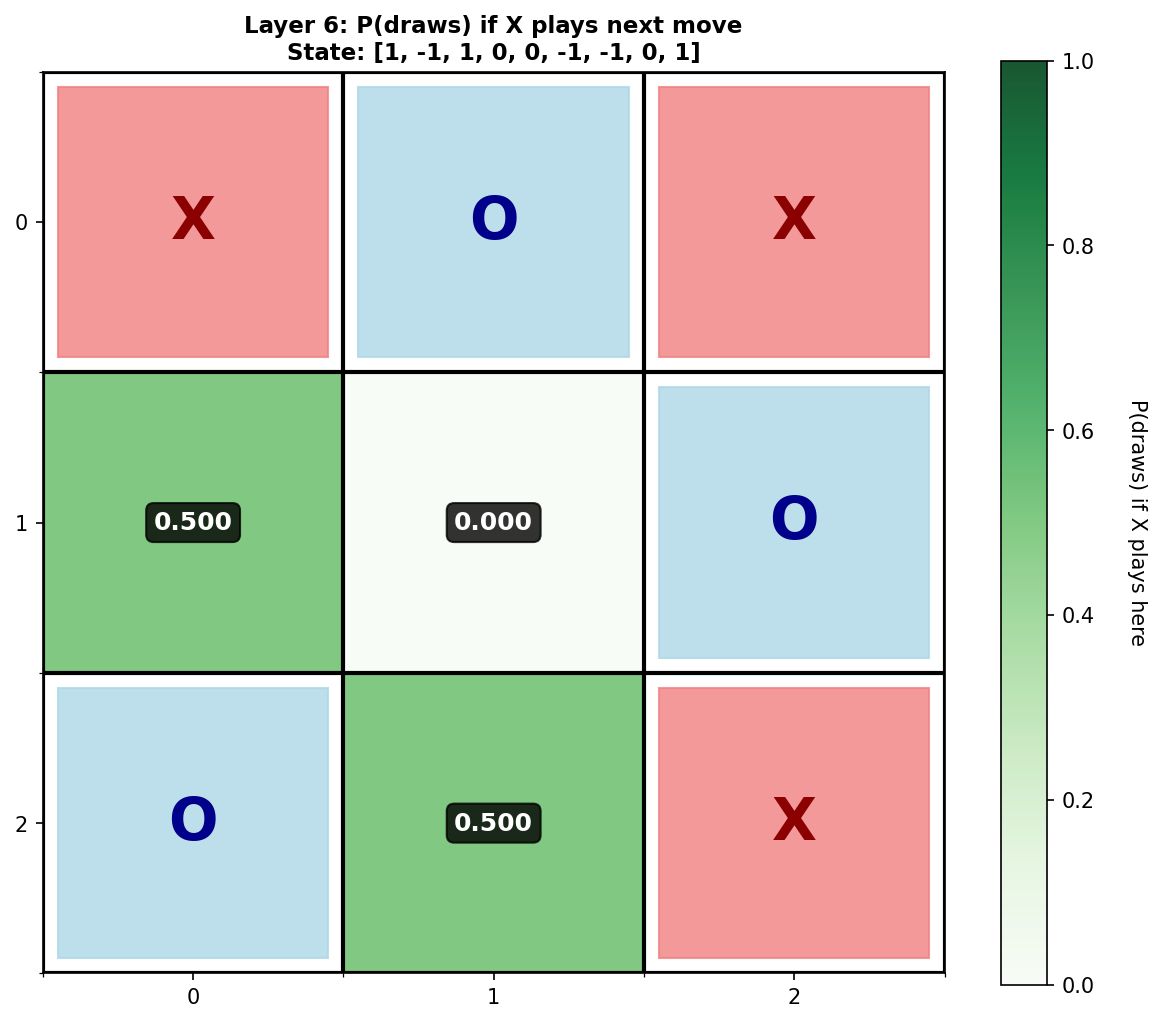 Layer 6: P(draws) if X plays next move
State: [1, -1, 1, 0, 0, -1, -1, 0, 1]
0
X
O
X
1
0.500
0.000
O
2
O
0.500
X
0
1
2
1.0
0.8
0.6
0.4
0.2
0.0
P(draws) if X plays here